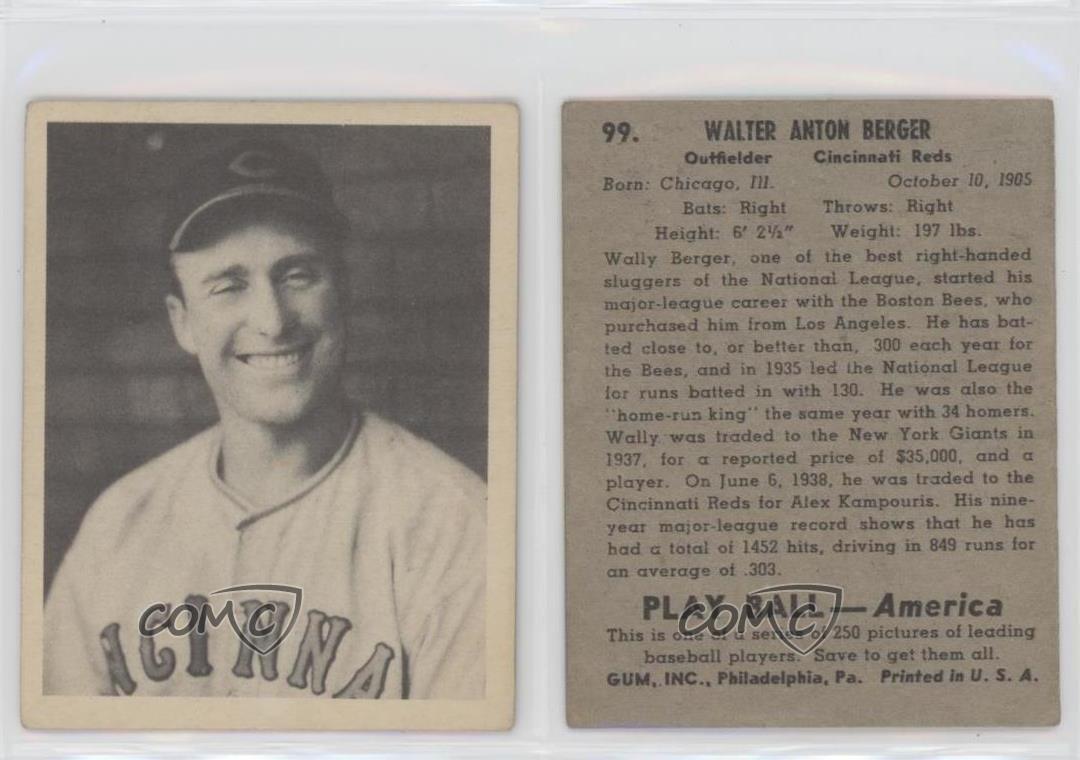 C
NCINNA
COMC
99. WALTER ANTON BERGER
Outfielder Cincinnati Reds
Born: Chicago, Ill. October 10, 1905
Bats: Right Throws: Right
Height: 6' 2½" Weight: 197 lbs.
Wally Berger, one of the best right-handed
sluggers of the National League, started his
major-league career with the Boston Bees, who
purchased him from Los Angeles. He has bat-
ted close to, or better than, .300 each year for
the Bees, and in 1935 led the National League
for runs batted in with 130. He was also the
"home-run king" the same year with 34 homers.
Wally was traded to the New York Giants in
1937, for a reported price of $35,000, and a
player. On June 6, 1938, he was traded to the
Cincinnati Reds for Alex Kampouris. His nine-
year major-league record shows that he has
had a total of 1452 hits, driving in 849 runs for
an average of .303.
PLAY BALL — America
COMC
This is one of a series of 250 pictures of leading
baseball players. Save to get them all.
GUM, INC., Philadelphia, Pa. Printed in U. S. A.